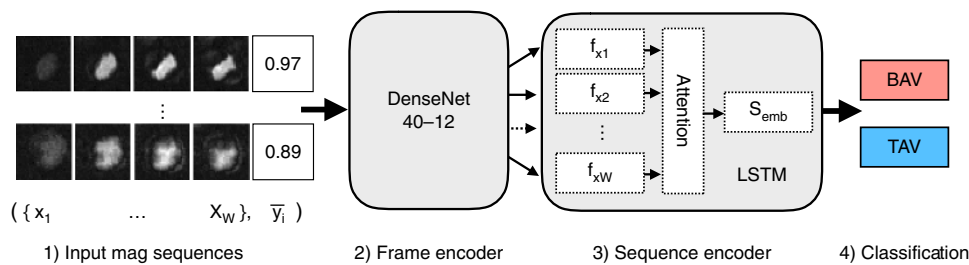 0.97
⋮
0.89
( { x1 … XW }, y̅i )
1) Input mag sequences
DenseNet
40–12
2) Frame encoder
fx1
fx2
⋮
fxW
Attention
Semb
LSTM
3) Sequence encoder
BAV
TAV
4) Classification